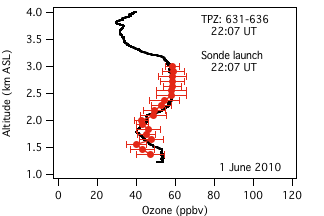 4.0
3.5
3.0
2.5
2.0
1.5
1.0
Altitude (km ASL)
TPZ: 631-636
22:07 UT
Sonde launch
22:07 UT
1 June 2010
0 20 40 60 80 100 120
Ozone (ppbv)